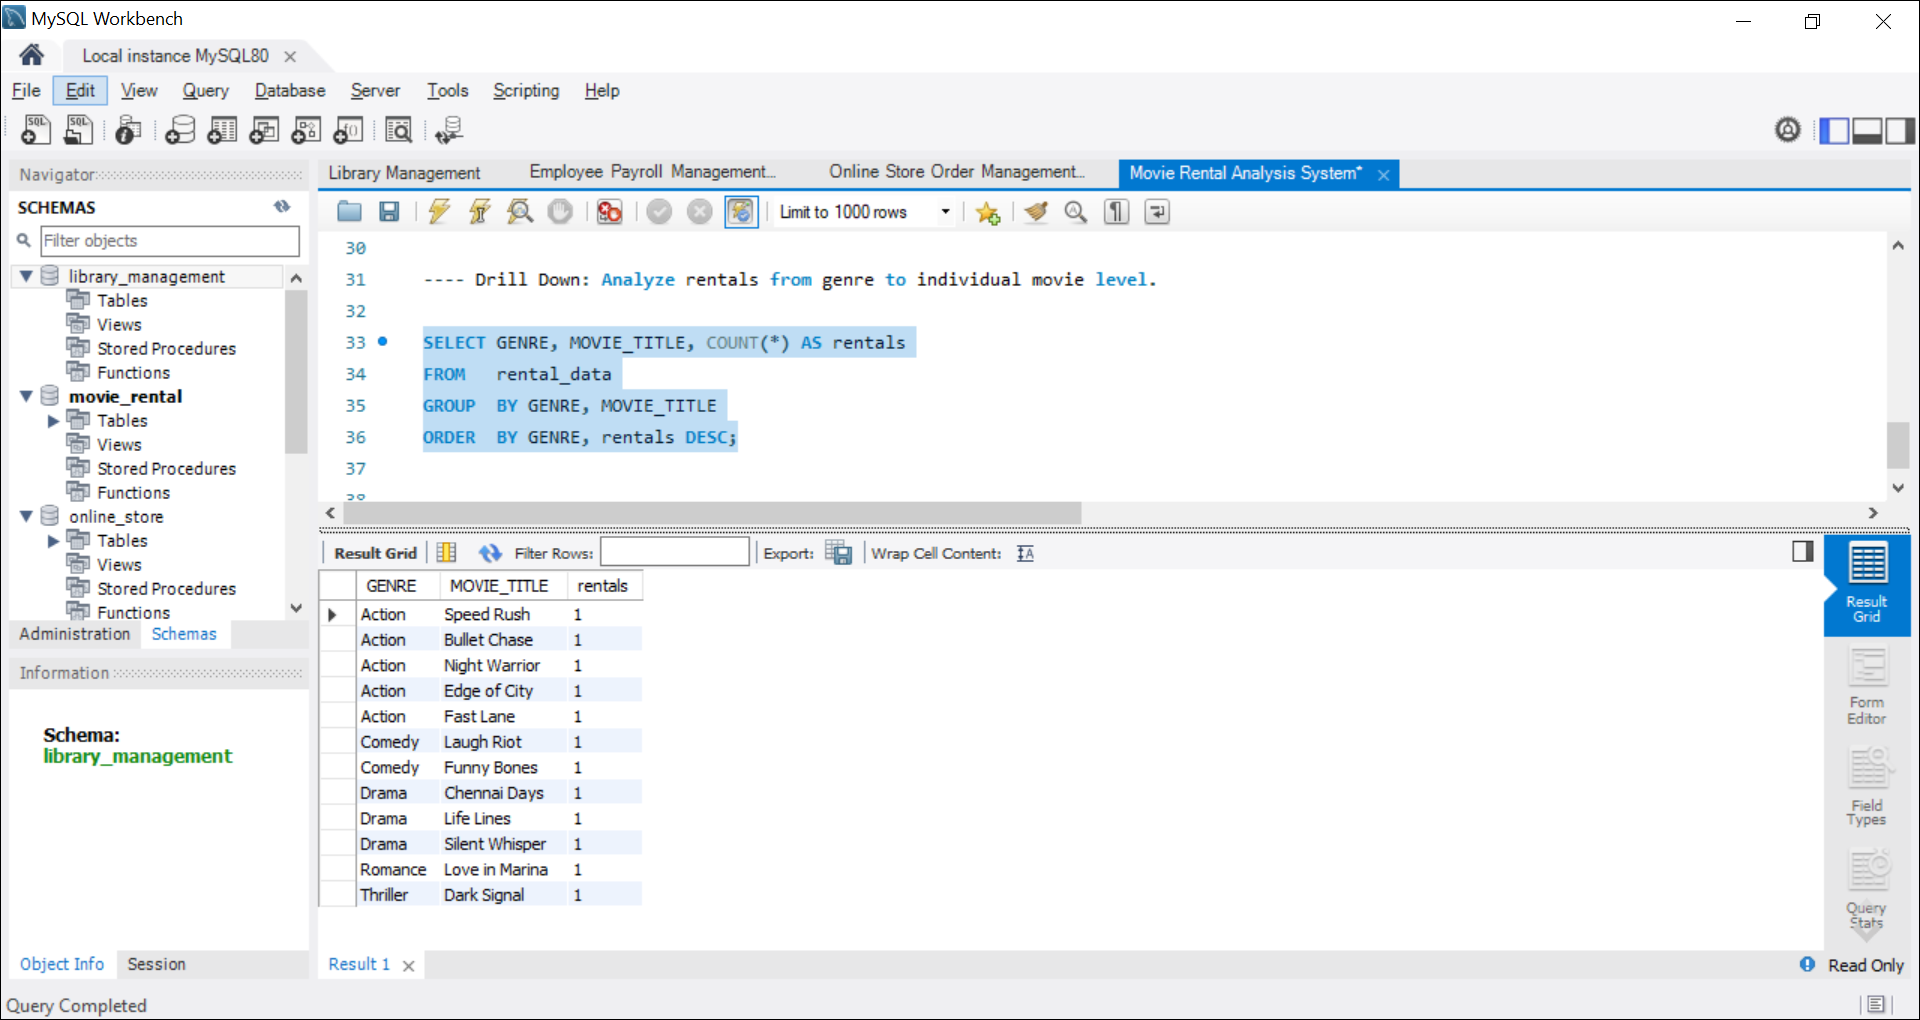 MySQL Workbench
Local instance MySQL80
File Edit View Query Database Server Tools Scripting Help
SQL SQL
Navigator
SCHEMAS
Filter objects
library_management
Tables
Views
Stored Procedures
Functions
movie_rental
Tables
Views
Stored Procedures
Functions
online_store
Tables
Views
Stored Procedures
Functions
Administration Schemas
Information
Schema:
library_management
Object Info Session
Library Management Employee Payroll Management... Online Store Order Management... Movie Rental Analysis System*
Limit to 1000 rows
30
31 ---- Drill Down: Analyze rentals from genre to individual movie level.
32
33 SELECT GENRE, MOVIE_TITLE, COUNT(*) AS rentals
34 FROM rental_data
35 GROUP BY GENRE, MOVIE_TITLE
36 ORDER BY GENRE, rentals DESC;
37
38
Result Grid Filter Rows: Export: Wrap Cell Content:
GENRE MOVIE_TITLE rentals
Action Speed Rush 1
Action Bullet Chase 1
Action Night Warrior 1
Action Edge of City 1
Action Fast Lane 1
Comedy Laugh Riot 1
Comedy Funny Bones 1
Drama Chennai Days 1
Drama Life Lines 1
Drama Silent Whisper 1
Romance Love in Marina 1
Thriller Dark Signal 1
Result
Grid
Form
Editor
Field
Types
Query
Stats
Result 1
Read Only
Query Completed